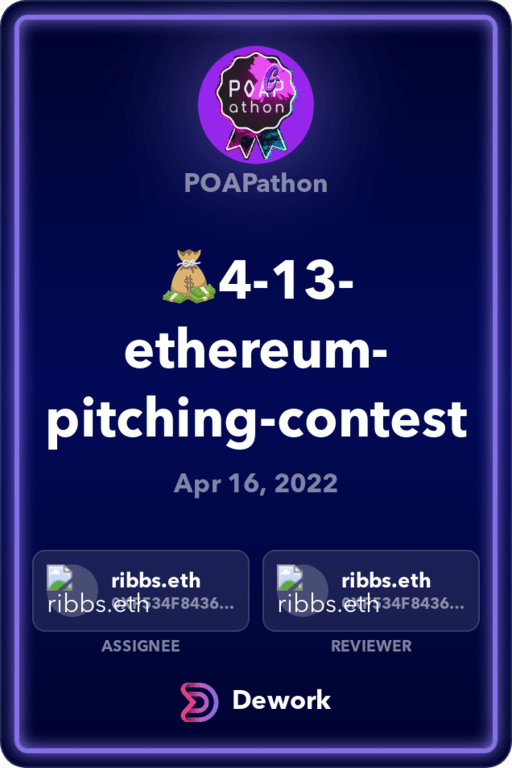 POAP
athon
POAPathon
💰4-13-
ethereum-
pitching-contest
Apr 16, 2022
ribbs.eth
ribbs.eth
ribbs.eth
ribbs.eth
ASSIGNEE
REVIEWER
Dework